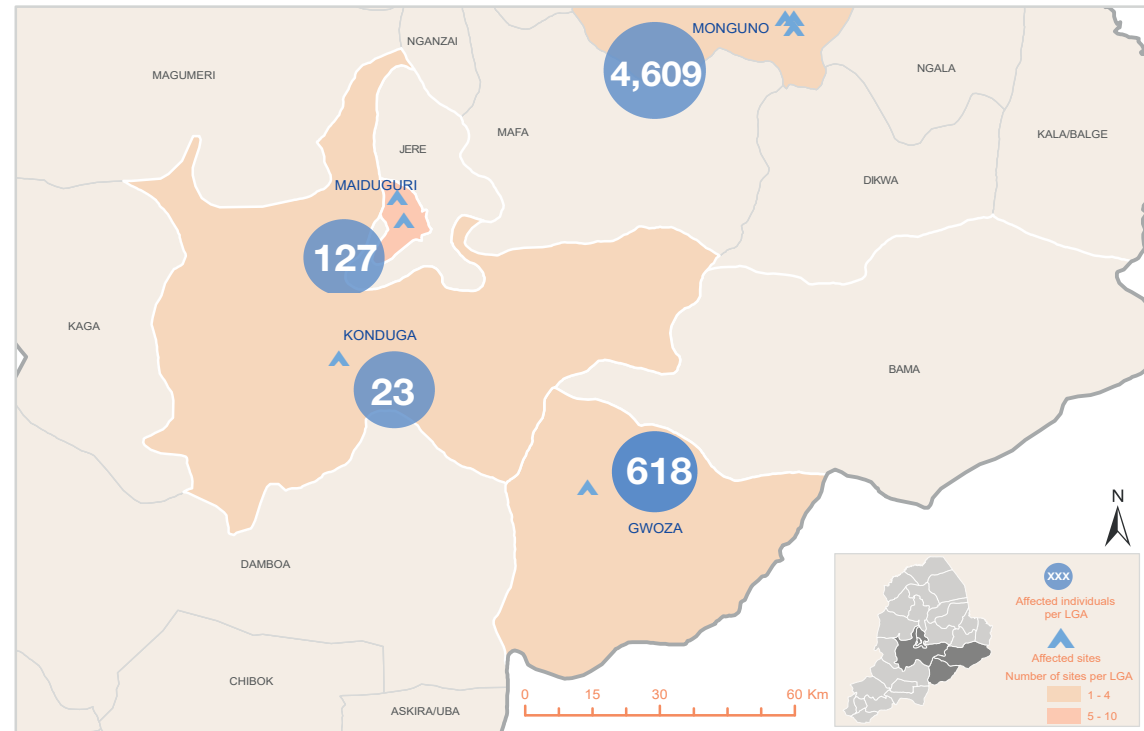 MONGUNO
NGANZAI
4,609
NGALA
MAGUMERI
MAFA
KALA/BALGE
JERE
DIKWA
MAIDUGURI
127
KAGA
KONDUGA
BAMA
23
618
GWOZA
N
DAMBOA
CHIBOK
ASKIRA/UBA
0 15 30 60 Km
XXX
Affected individuals
per LGA
Affected sites
Number of sites per LGA
1 - 4
5 - 10